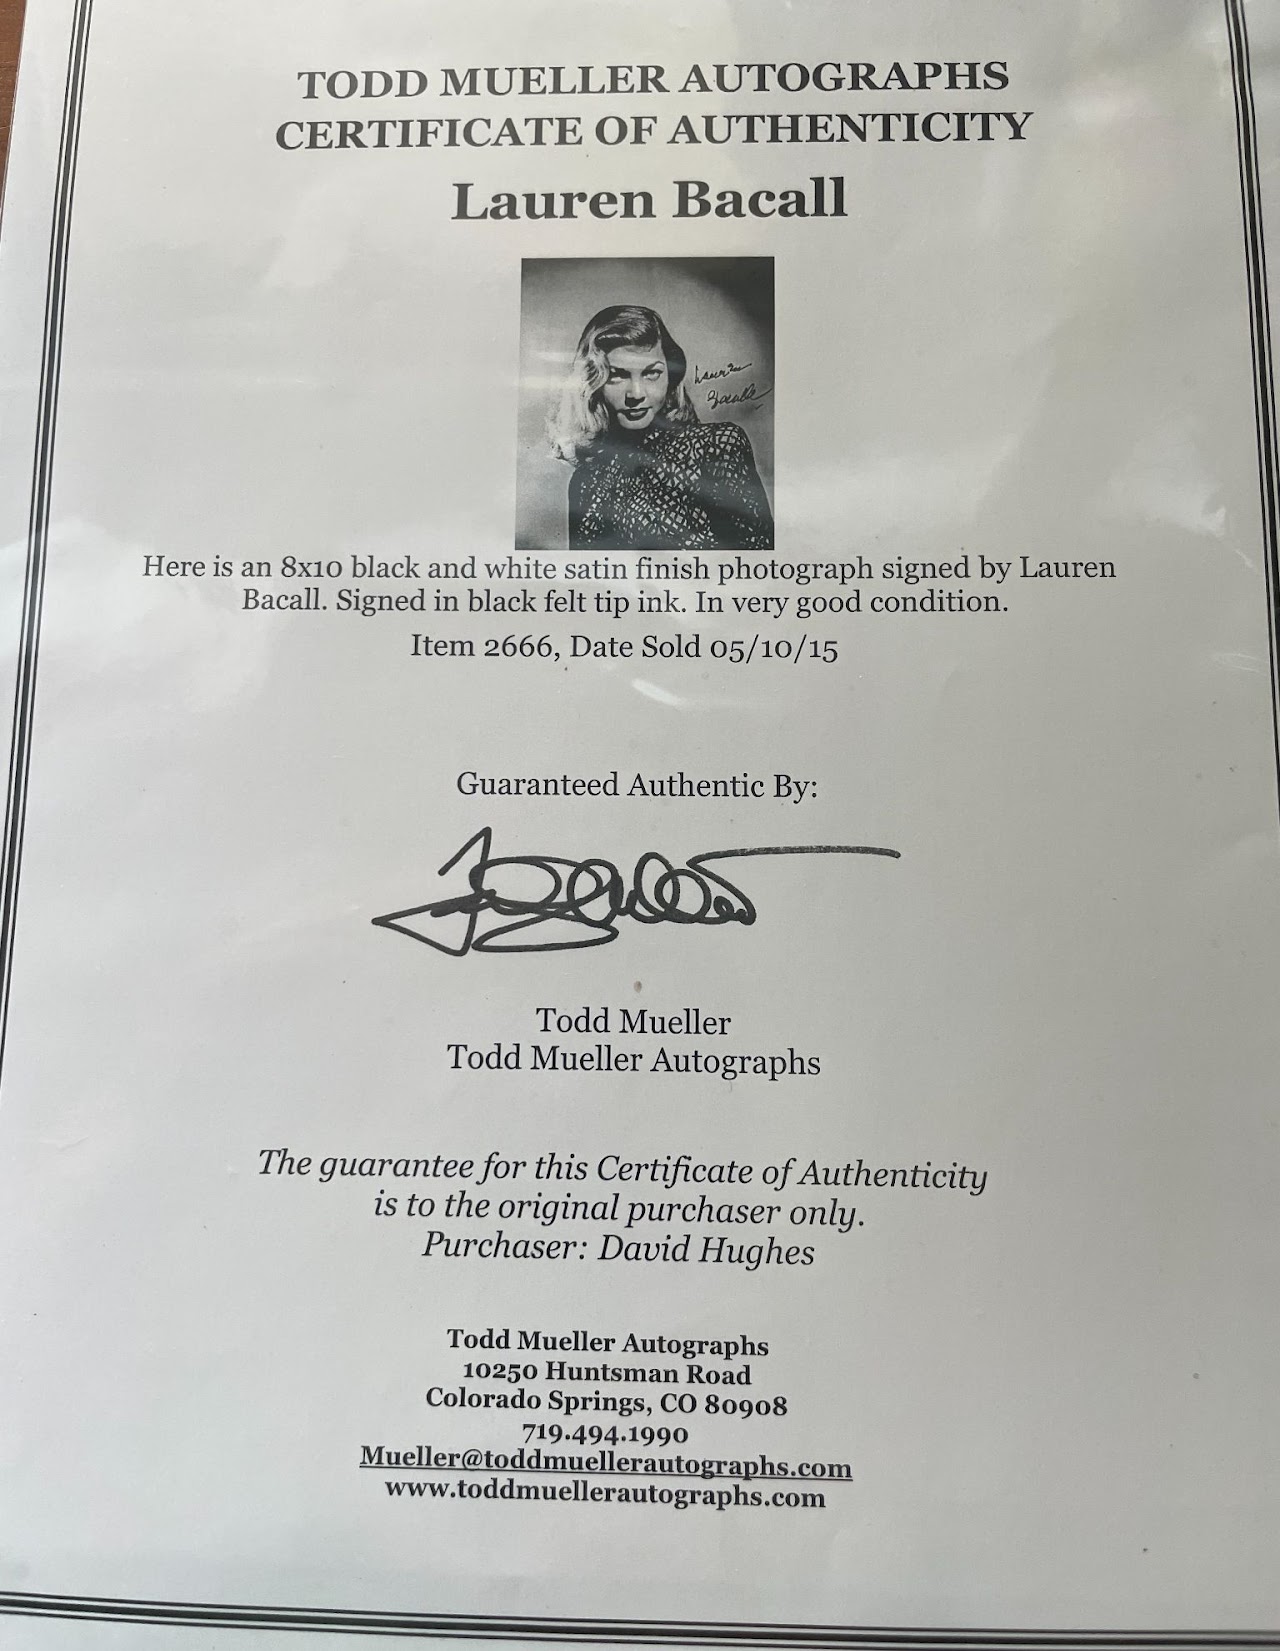 TODD MUELLER AUTOGRAPHS
CERTIFICATE OF AUTHENTICITY
Lauren Bacall
Lauren
Bacall
Here is an 8x10 black and white satin finish photograph signed by Lauren
Bacall. Signed in black felt tip ink. In very good condition.
Item 2666, Date Sold 05/10/15
Guaranteed Authentic By:
Todd Mueller
Todd Mueller Autographs
The guarantee for this Certificate of Authenticity
is to the original purchaser only.
Purchaser: David Hughes
Todd Mueller Autographs
10250 Huntsman Road
Colorado Springs, CO 80908
719.494.1990
Mueller@toddmuellerautographs.com
www.toddmuellerautographs.com